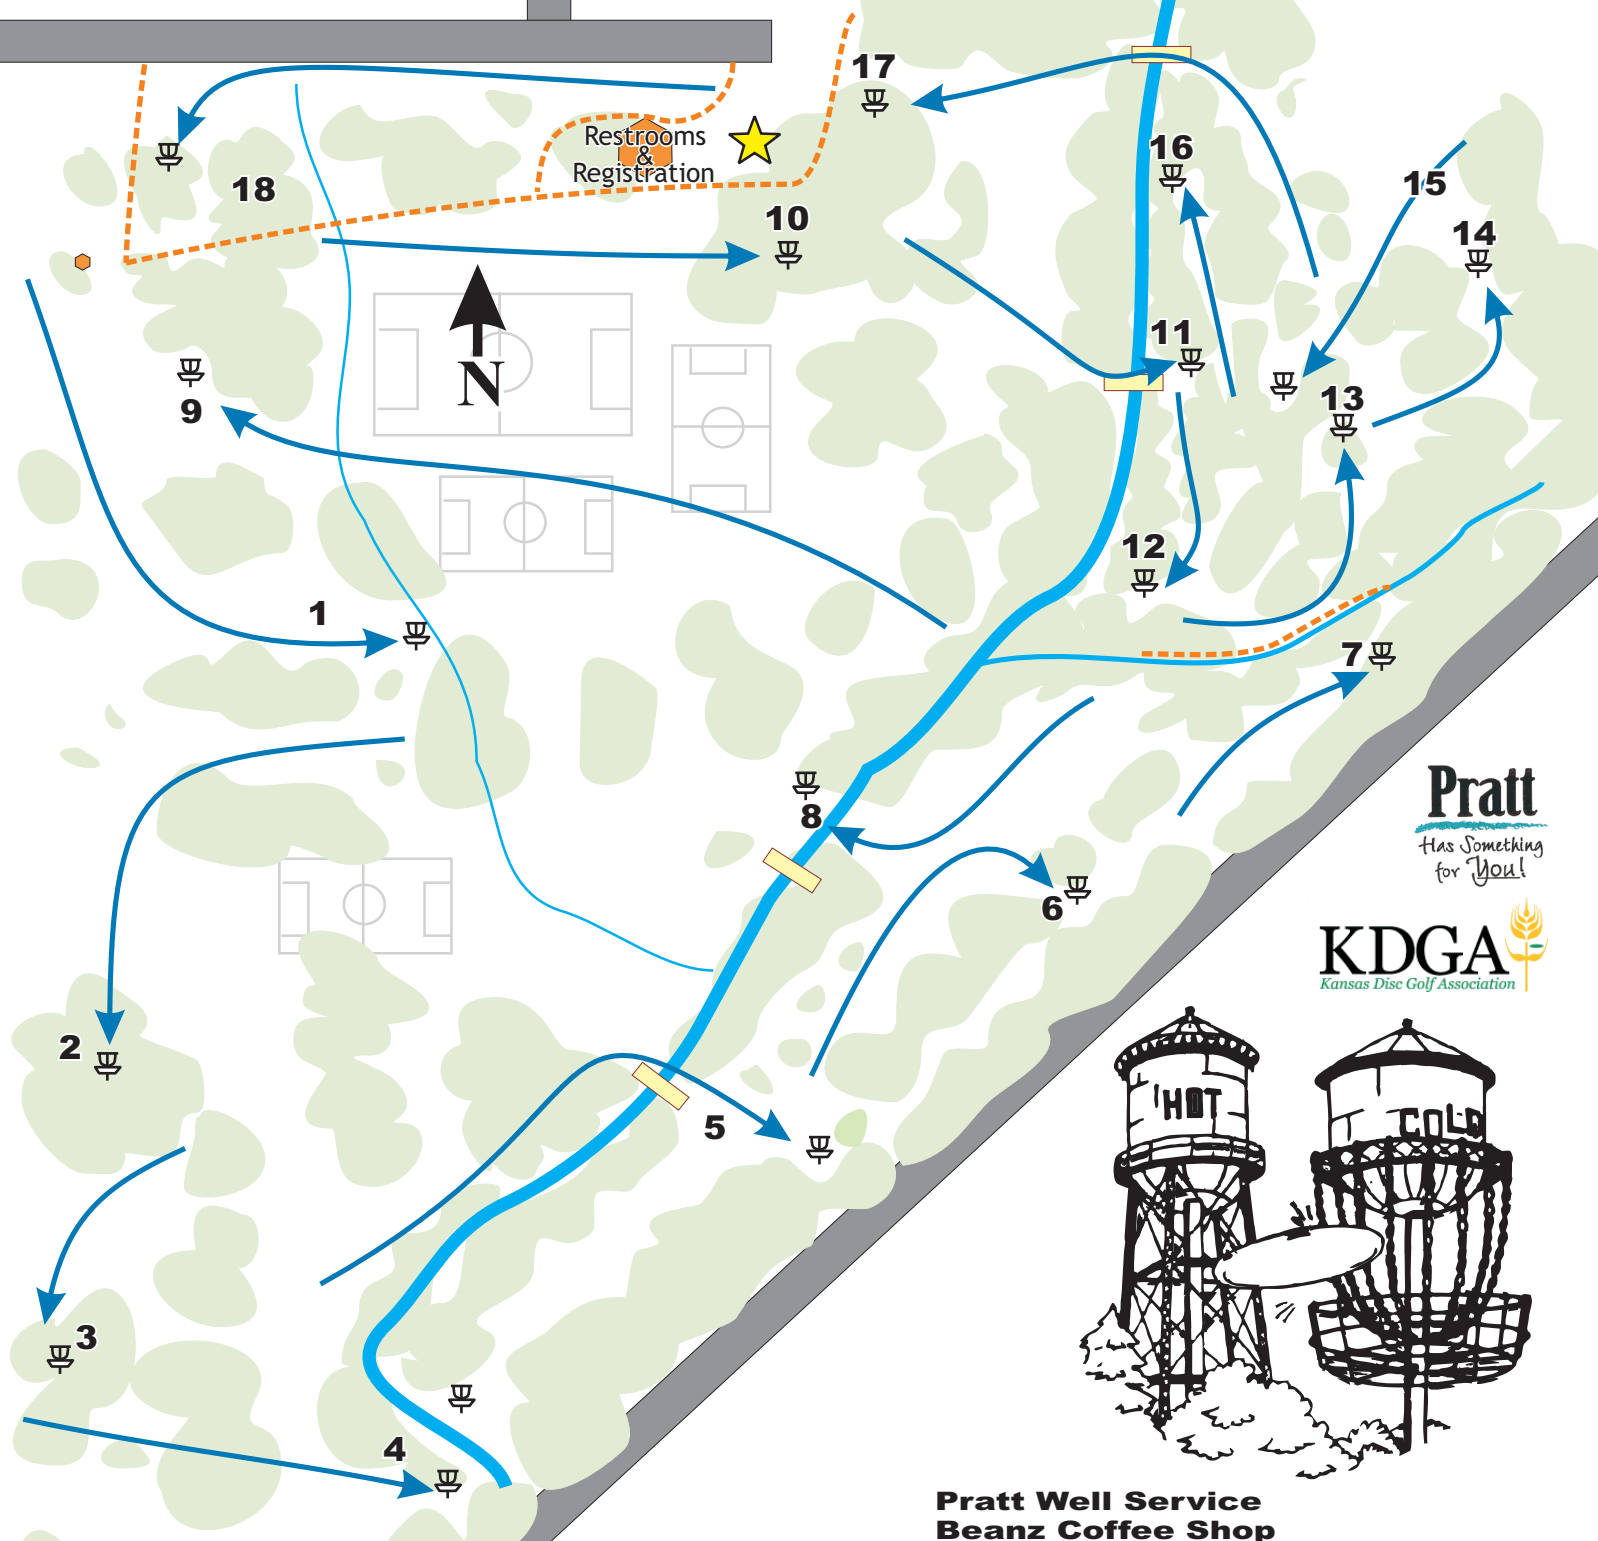 17
Restrooms
&
Registration
16
15
18
10
14
11
N
13
9
12
1
7
Pratt
Has Something
for You!
8
6
KDGA
Kansas Disc Golf Association
2
HOT
COLD
5
3
4
Pratt Well Service
Beanz Coffee Shop